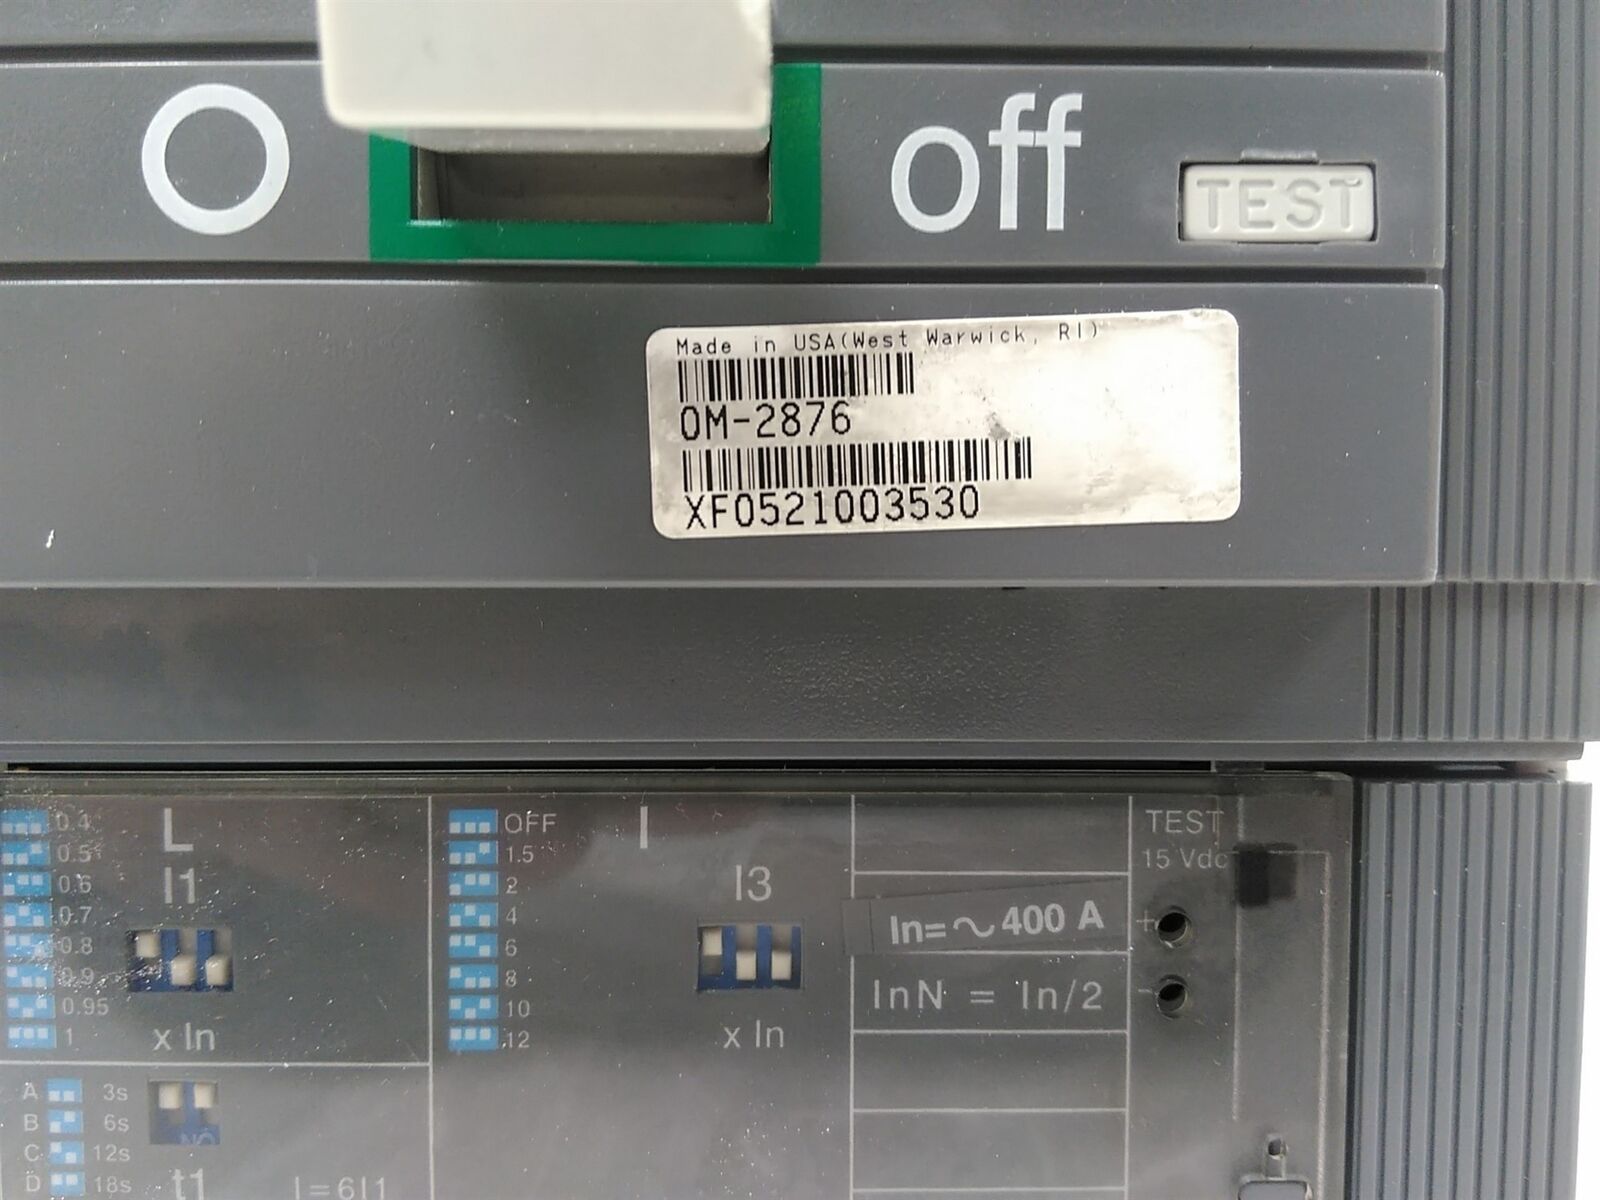 O off TEST
Made in USA(West Warwick, RI)
OM-2876
XF0521003530
0.4
0.5
0.6
0.7
0.8
0.9
0.95
1
L
I1
x In
OFF
1.5
2
4
6
8
10
12
I
I3
x In
In=~400 A
InN = In/2
TEST
15 Vdc
+
-
A 3s
B 6s
C 12s
D 18s
t1
I=6I1